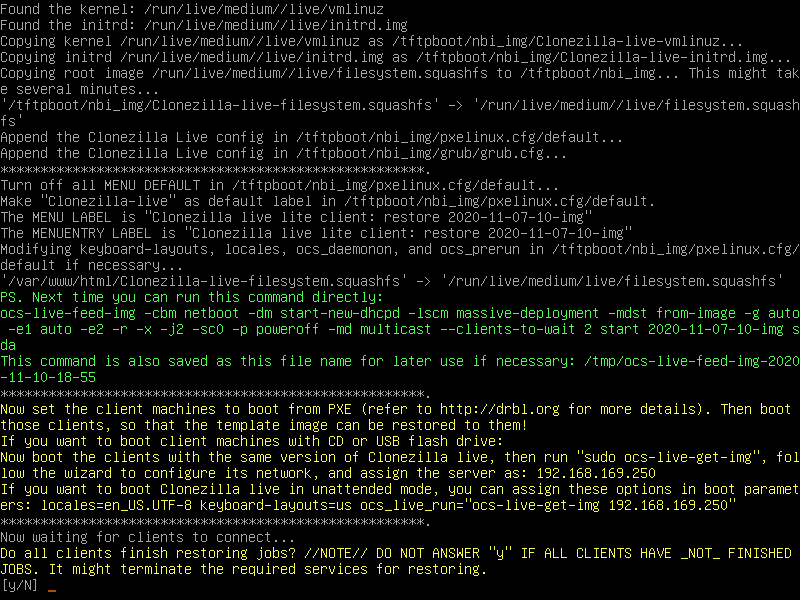 Found the kernel: /run/live/medium//live/vmlinuz
Found the initrd: /run/live/medium//live/initrd.img
Copying kernel /run/live/medium//live/vmlinuz as /tftpboot/nbi_img/Clonezilla-live-vmlinuz...
Copying initrd /run/live/medium//live/initrd.img as /tftpboot/nbi_img/Clonezilla-live-initrd.img...
Copying root image /run/live/medium//live/filesystem.squashfs to /tftpboot/nbi_img... This might tak
e several minutes...
'/tftpboot/nbi_img/Clonezilla-live-filesystem.squashfs' -> '/run/live/medium//live/filesystem.squash
fs'
Append the Clonezilla Live config in /tftpboot/nbi_img/pxelinux.cfg/default...
Append the Clonezilla Live config in /tftpboot/nbi_img/grub/grub.cfg...
*****************************************************.
Turn off all MENU DEFAULT in /tftpboot/nbi_img/pxelinux.cfg/default...
Make "Clonezilla-live" as default label in /tftpboot/nbi_img/pxelinux.cfg/default.
The MENU LABEL is "Clonezilla live lite client: restore 2020-11-07-10-img"
The MENUENTRY LABEL is "Clonezilla live lite client: restore 2020-11-07-10-img"
Modifying keyboard-layouts, locales, ocs_daemonon, and ocs_prerun in /tftpboot/nbi_img/pxelinux.cfg/
default if necessary...
'/var/www/html/Clonezilla-live-filesystem.squashfs' -> '/run/live/medium/live/filesystem.squashfs'
PS. Next time you can run this command directly:
ocs-live-feed-img -cbm netboot -dm start-new-dhcpd -lscm massive-deployment -mdst from-image -g auto
 -e1 auto -e2 -r -x -j2 -sc0 -p poweroff -md multicast --clients-to-wait 2 start 2020-11-07-10-img s
da
This command is also saved as this file name for later use if necessary: /tmp/ocs-live-feed-img-2020
-11-10-18-55
*****************************************************.
Now set the client machines to boot from PXE (refer to http://drbl.org for more details). Then boot
those clients, so that the template image can be restored to them!
If you want to boot client machines with CD or USB flash drive:
Now boot the clients with the same version of Clonezilla live, then run "sudo ocs-live-get-img", fol
low the wizard to configure its network, and assign the server as: 192.168.169.250
If you want to boot Clonezilla live in unattended mode, you can assign these options in boot paramet
ers: locales=en_US.UTF-8 keyboard-layouts=us ocs_live_run="ocs-live-get-img 192.168.169.250"
*****************************************************.
Now waiting for clients to connect...
Do all clients finish restoring jobs? //NOTE// DO NOT ANSWER "y" IF ALL CLIENTS HAVE _NOT_ FINISHED
JOBS. It might terminate the required services for restoring.
[y/N] _